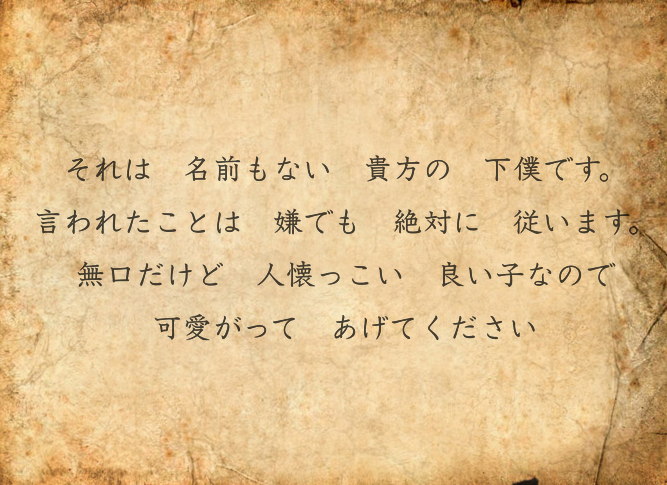 それは　名前もない　貴方の　下僕です。
言われたことは　嫌でも　絶対に　従います。
無口だけど　人懐っこい　良い子なので
可愛がって　あげてください